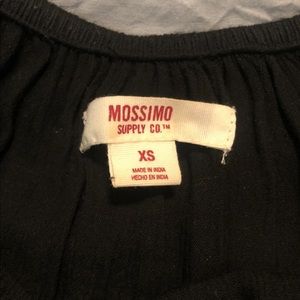 MOSSIMO
SUPPLY CO.™
XS
MADE IN INDIA
HECHO EN INDIA